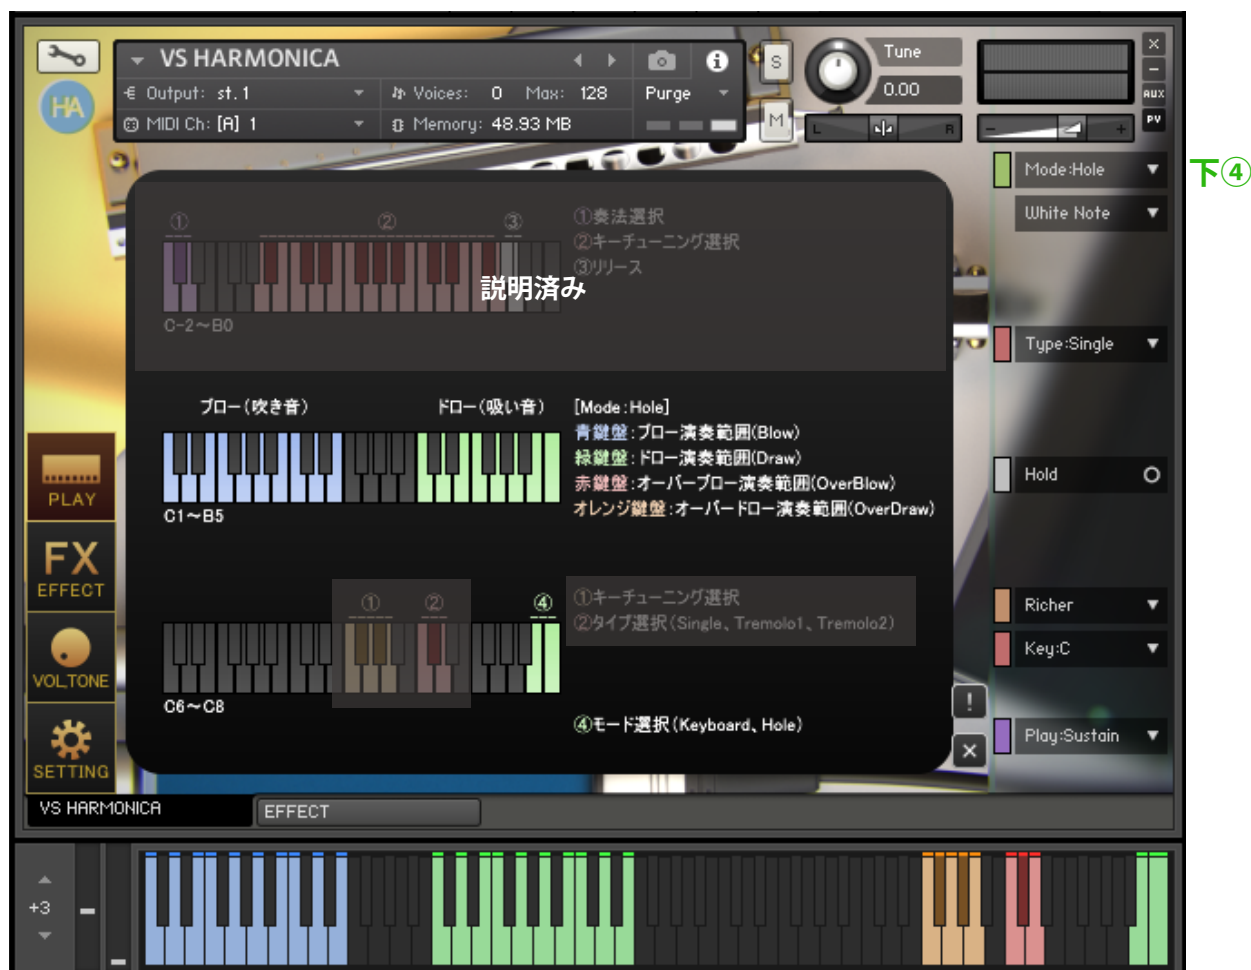 VS HARMONICA
S
Tune
0.00
X
−
AUX
PV
HA
Output: st.1
Voices: 0 Max: 128
Purge
MIDI Ch: [A] 1
Memory: 48.93 MB
M
L
R
−
+
Mode:Hole
下④
White Note
① ② ③
①奏法選択
②キーチューニング選択
③リリース
説明済み
C-2～B0
Type:Single
ブロー(吹き音) ドロー(吸い音)
[Mode:Hole]
青鍵盤:ブロー演奏範囲(Blow)
緑鍵盤:ドロー演奏範囲(Draw)
赤鍵盤:オーバーブロー演奏範囲(OverBlow)
オレンジ鍵盤:オーバードロー演奏範囲(OverDraw)
C1～B5
Hold
PLAY
FX
EFFECT
① ② ④
①キーチューニング選択
②タイプ選択(Single、Tremolo1、Tremolo2)
Richer
Key:C
VOL,TONE
C6～C8
④モード選択(Keyboard、Hole)
!
×
Play:Sustain
SETTING
VS HARMONICA
EFFECT
+3